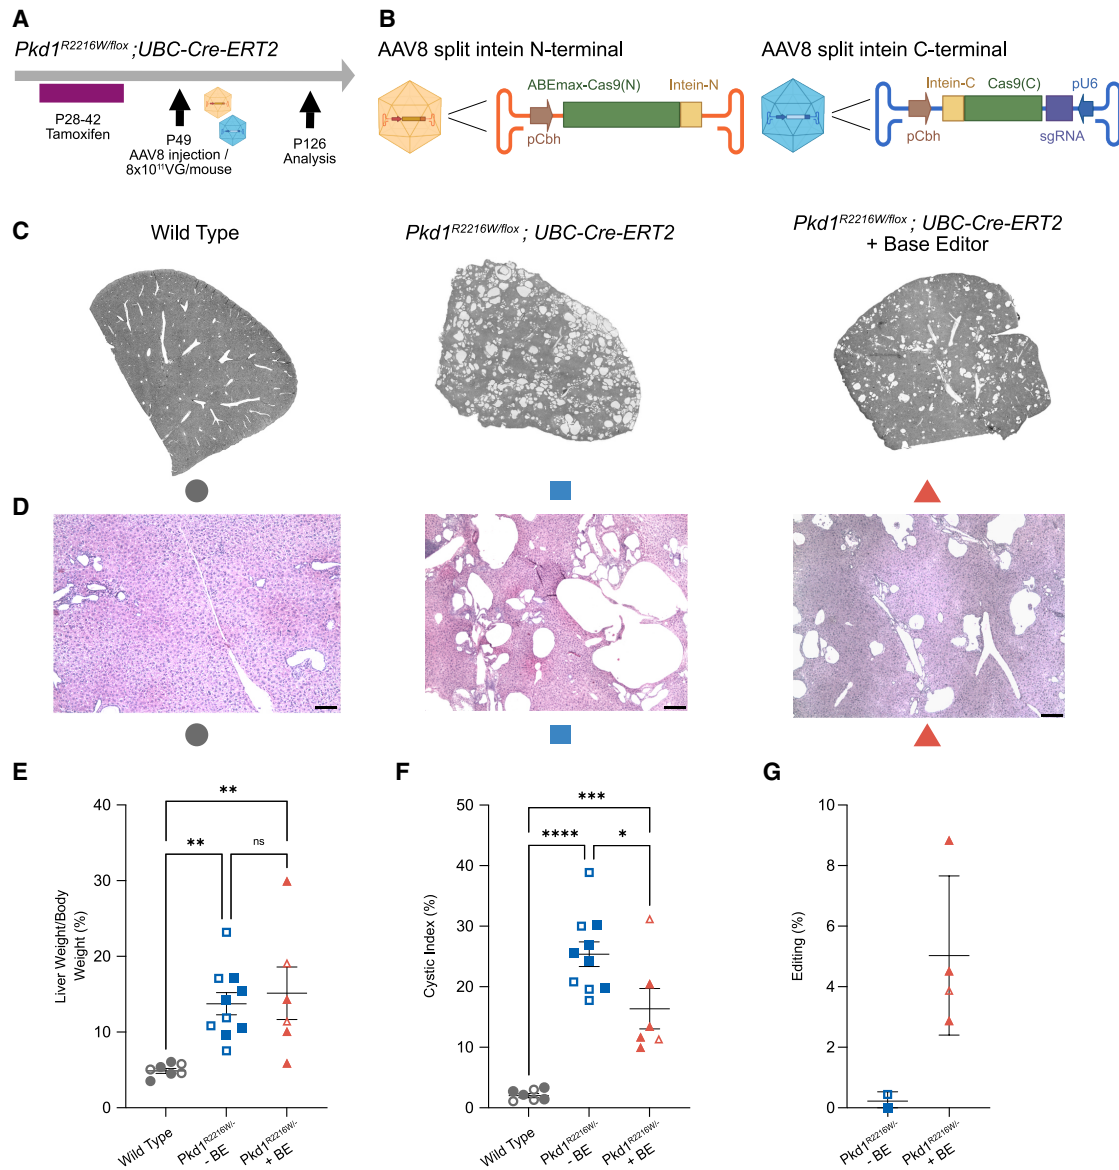 A
Pkd1R2216W/flox ;UBC-Cre-ERT2
P28-42
Tamoxifen
P49
AAV8 injection /
8x10¹¹VG/mouse
P126
Analysis
B
AAV8 split intein N-terminal
ABEmax-Cas9(N)
Intein-N
pCbh
AAV8 split intein C-terminal
Intein-C
Cas9(C)
pU6
pCbh
sgRNA
C
Wild Type
Pkd1R2216W/flox ; UBC-Cre-ERT2
Pkd1R2216W/flox ; UBC-Cre-ERT2
+ Base Editor
D
E
Liver Weight/Body
Weight (%)
40
30
20
10
0
**
**
ns
Wild Type
Pkd1R2216W/-
- BE
Pkd1R2216W/-
+ BE
F
Cystic Index (%)
50
40
30
20
10
0
***
****
*
Wild Type
Pkd1R2216W/-
- BE
Pkd1R2216W/-
+ BE
G
Editing (%)
10
8
6
4
2
0
Pkd1R2216W/-
- BE
Pkd1R2216W/-
+ BE